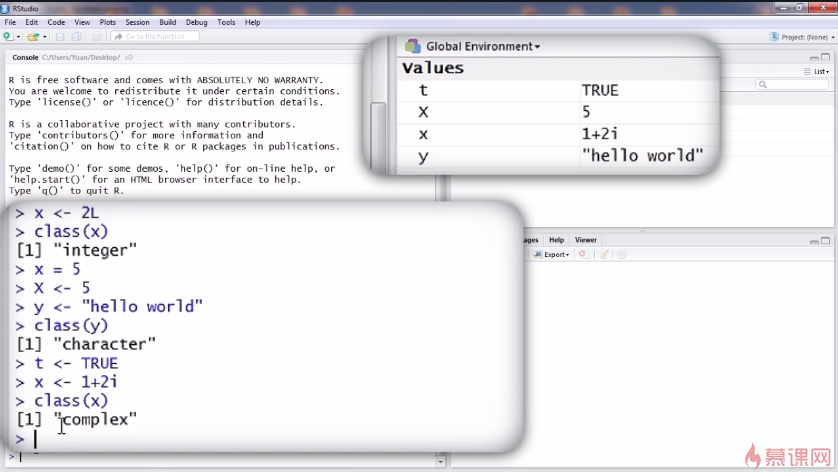 RStudio
File Edit Code View Plots Session Build Debug Tools Help
Go to file/function
Project: (None)
Console C:/Users/Yuan/Desktop/
R is free software and comes with ABSOLUTELY NO WARRANTY.
You are welcome to redistribute it under certain conditions.
Type 'license()' or 'licence()' for distribution details.
R is a collaborative project with many contributors.
Type 'contributors()' for more information and
'citation()' on how to cite R or R packages in publications.
Type 'demo()' for some demos, 'help()' for on-line help, or
'help.start()' for an HTML browser interface to help.
Type 'q()' to quit R.
Global Environment
List
Values
t TRUE
X 5
x 1+2i
y "hello world"
> x <- 2L
> class(x)
[1] "integer"
> x = 5
> X <- 5
> y <- "hello world"
> class(y)
[1] "character"
> t <- TRUE
> x <- 1+2i
> class(x)
[1] "complex"
>
>
Help Viewer
Export
慕课网